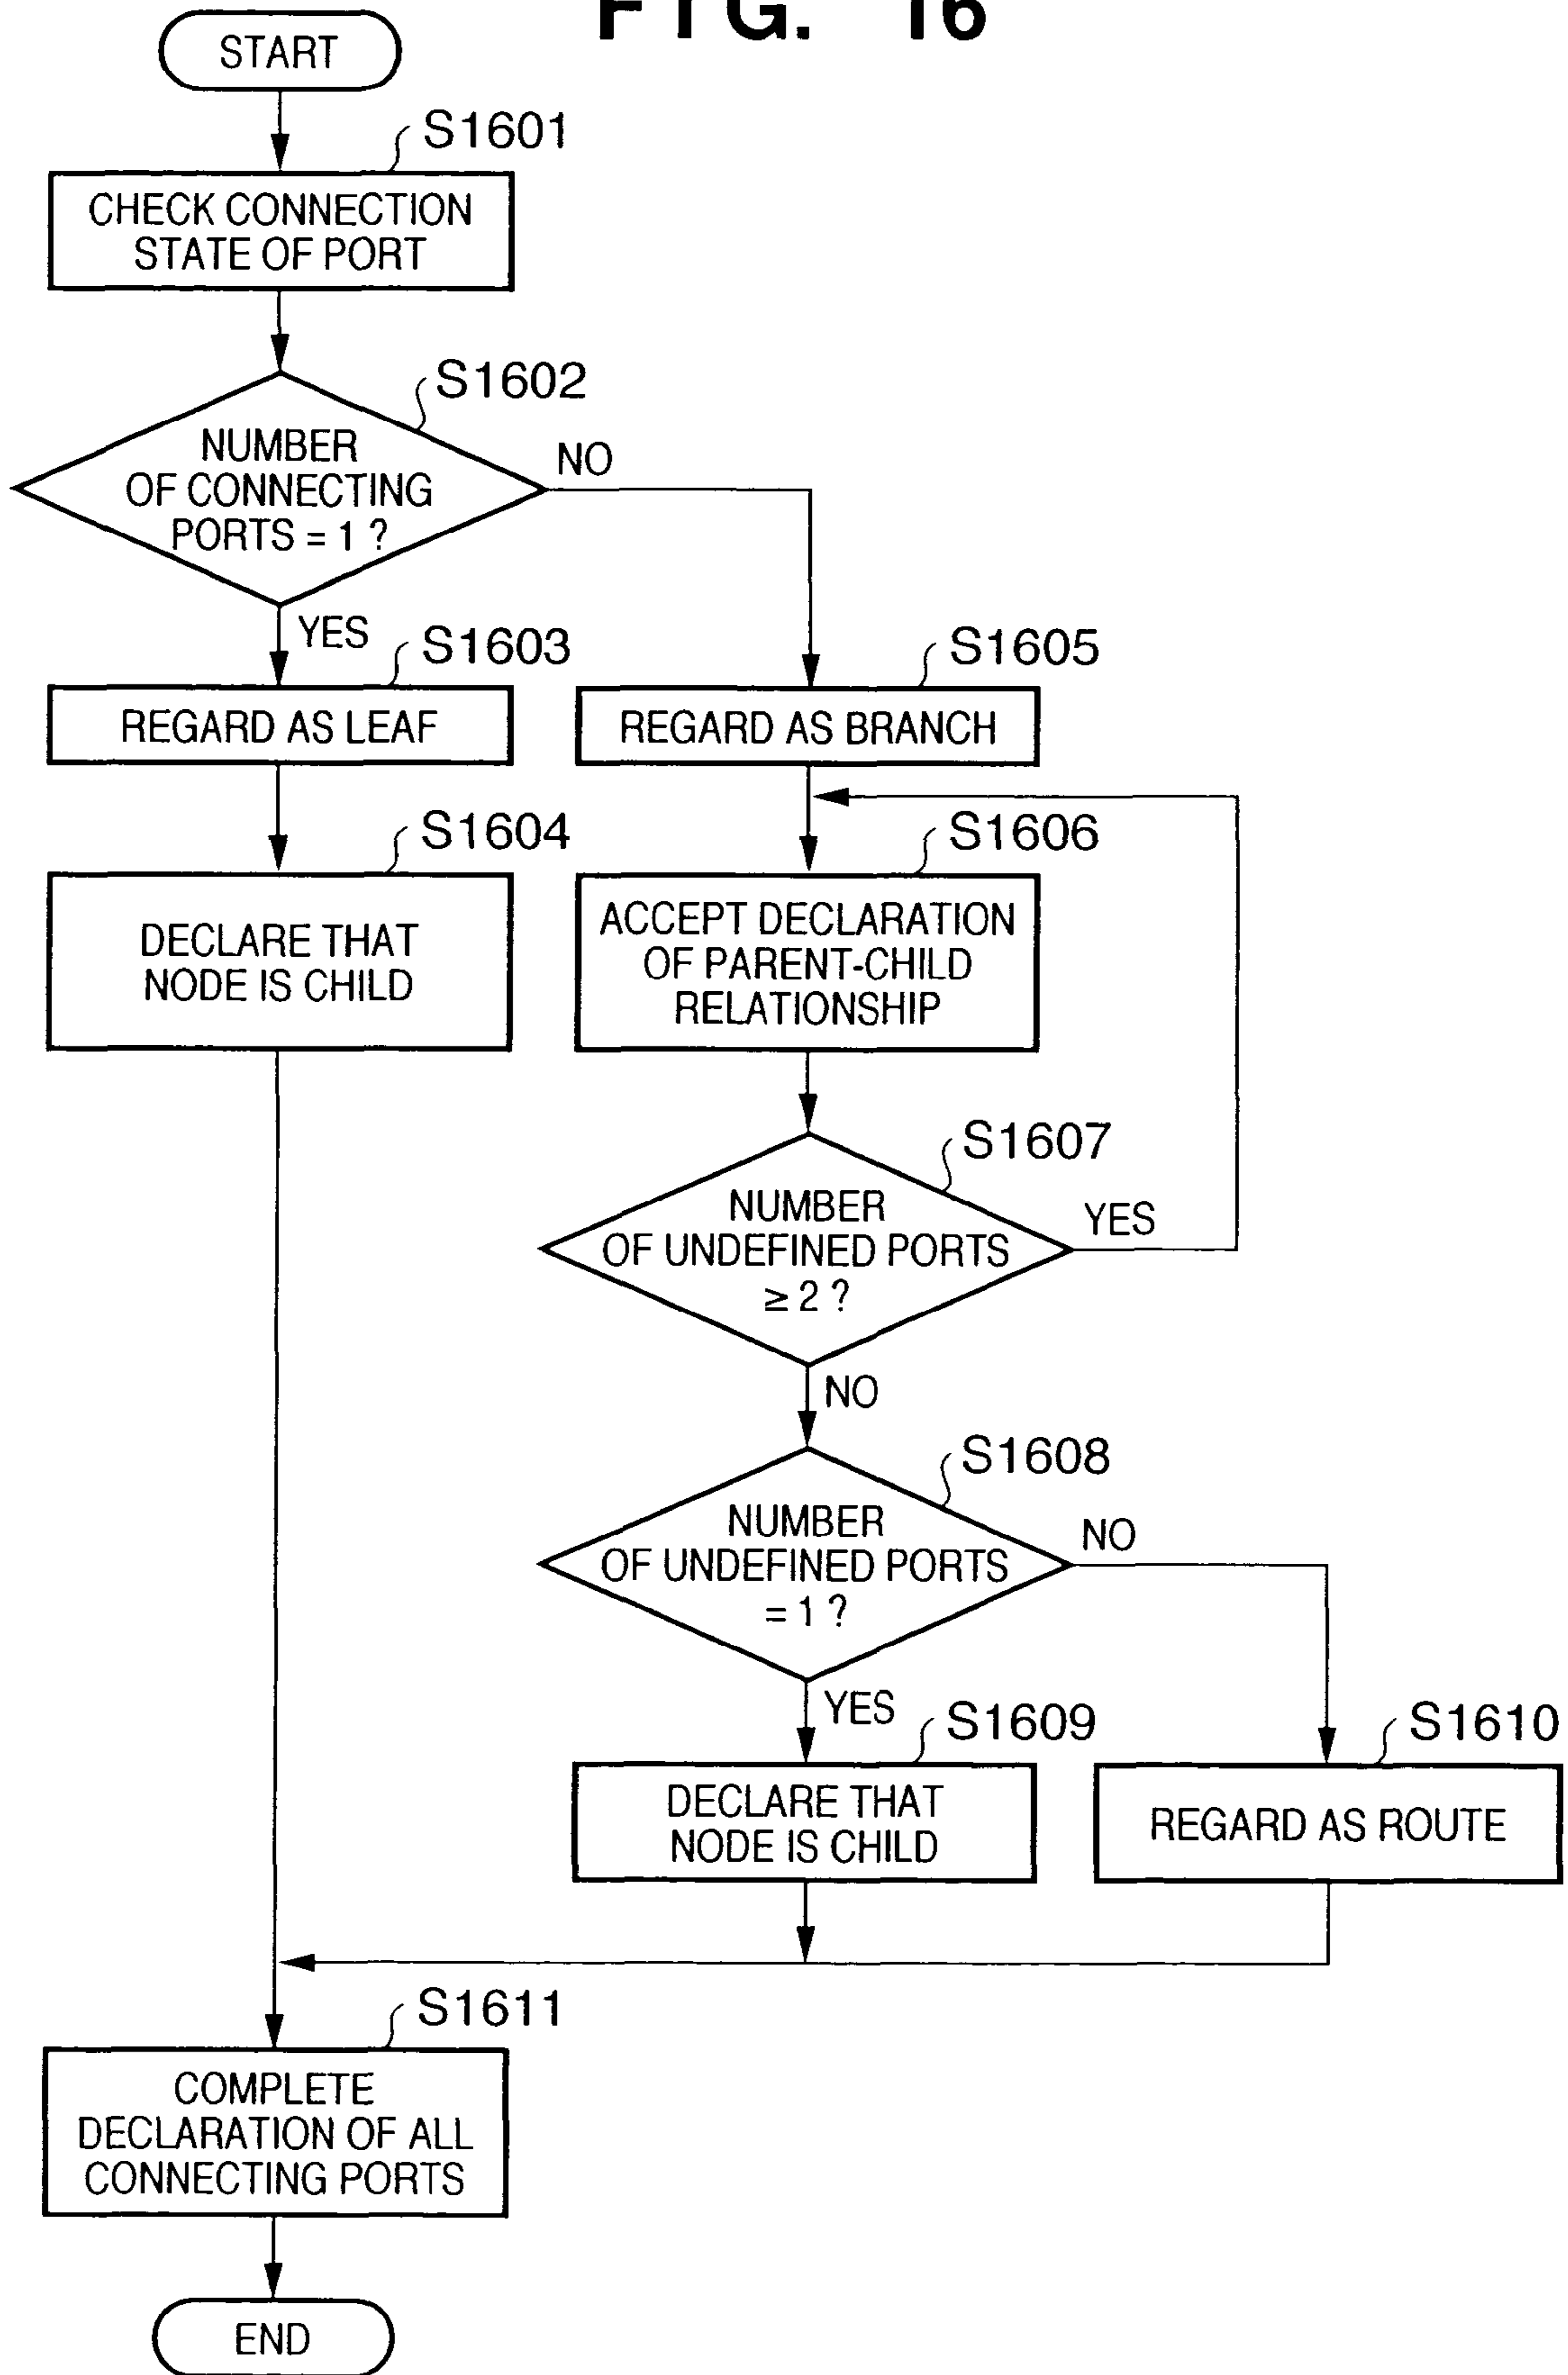 FIG. 16
START
S1601
CHECK CONNECTION
STATE OF PORT
S1602
NUMBER
OF CONNECTING
PORTS = 1 ?
NO
YES
S1603
REGARD AS LEAF
S1605
REGARD AS BRANCH
S1604
DECLARE THAT
NODE IS CHILD
S1606
ACCEPT DECLARATION
OF PARENT-CHILD
RELATIONSHIP
S1607
NUMBER
OF UNDEFINED PORTS
≥ 2 ?
YES
NO
S1608
NUMBER
OF UNDEFINED PORTS
= 1 ?
NO
YES
S1609
DECLARE THAT
NODE IS CHILD
S1610
REGARD AS ROUTE
S1611
COMPLETE
DECLARATION OF ALL
CONNECTING PORTS
END